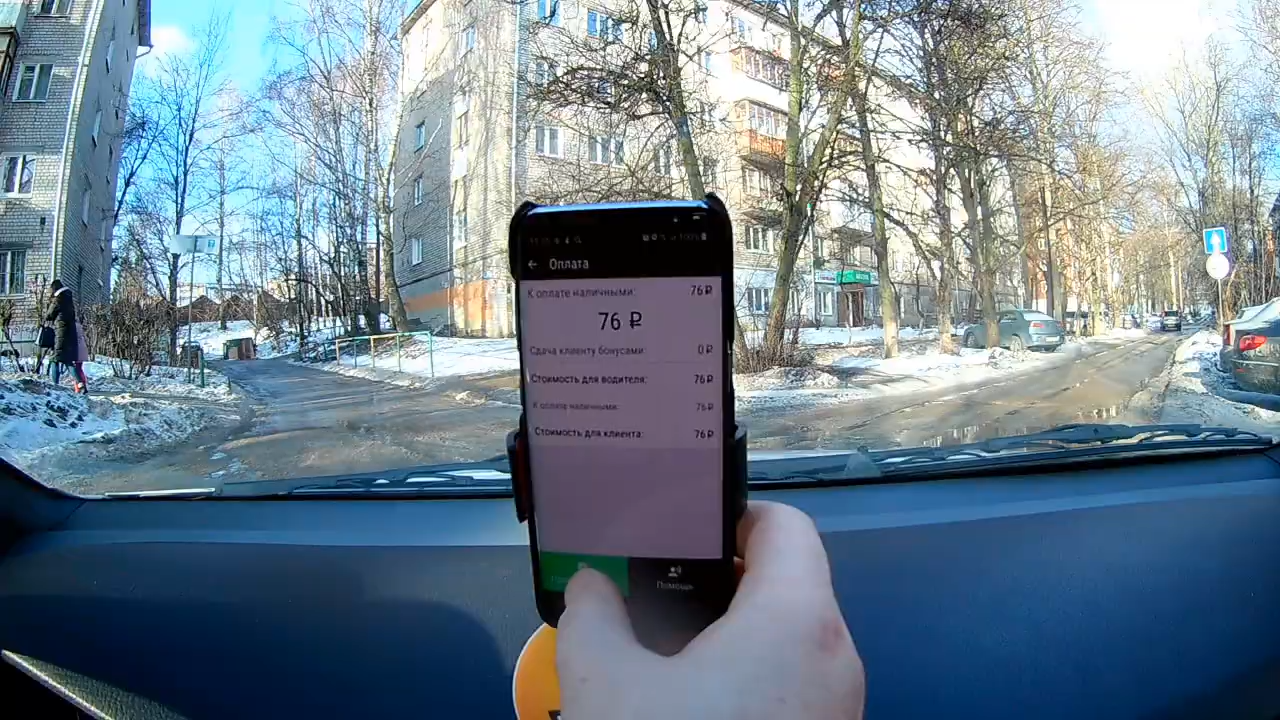 100%
← Оплата
К оплате наличными: 76 ₽
76 ₽
Сдача клиенту бонусами: 0 ₽
Стоимость для водителя: 76 ₽
К оплате наличными: 76 ₽
Стоимость для клиента: 76 ₽
Помощь